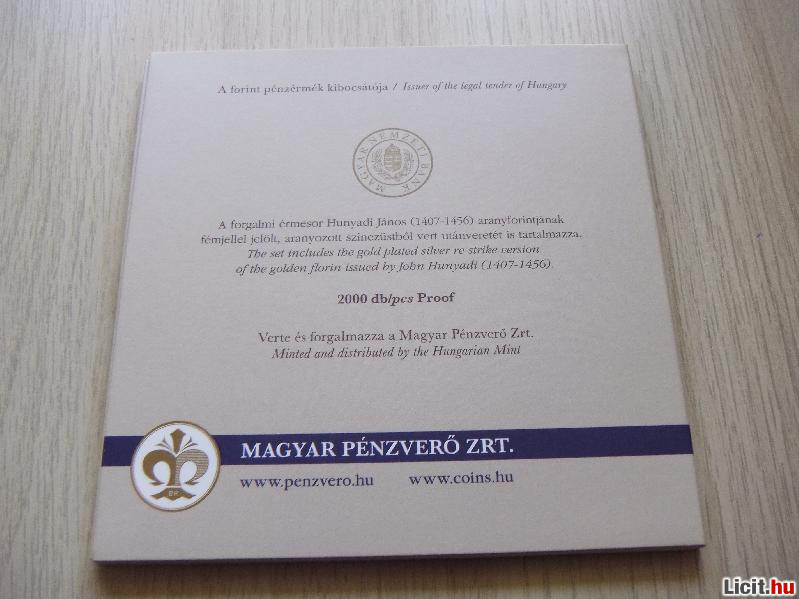 A forint pénzérmék kibocsátója / Issuer of the legal tender of Hungary
MAGYAR NEMZETI BANK
A forgalmi érmesor Hunyadi János (1407-1456) aranyforintjának
fémjellel jelölt, aranyozott színezüstből vert utánveretét is tartalmazza.
The set includes the gold plated silver re-strike version
of the golden florin issued by John Hunyadi (1407-1456).
2000 db/pcs Proof
Verte és forgalmazza a Magyar Pénzverő Zrt.
Minted and distributed by the Hungarian Mint
MAGYAR PÉNZVERŐ ZRT.
BP.
www.penzvero.hu www.coins.hu
Licit.hu